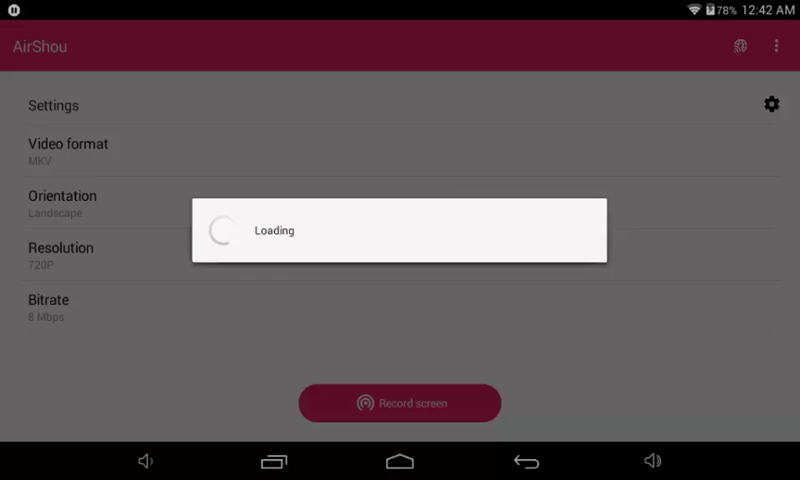 78% 12:42 AM
AirShou
Settings
Video format
MKV
Orientation
Landscape
Loading
Resolution
720P
Bitrate
8 Mbps
Record screen